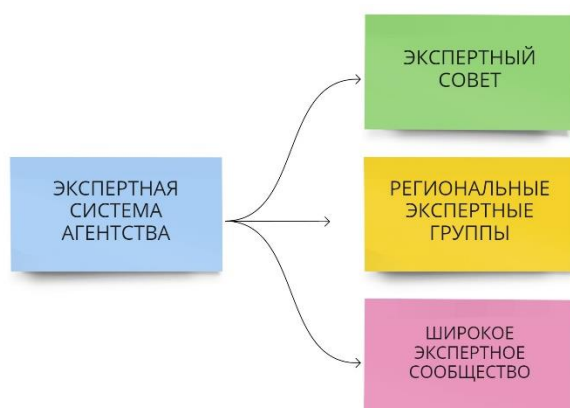 ЭКСПЕРТНАЯ
СИСТЕМА
АГЕНТСТВА
ЭКСПЕРТНЫЙ
СОВЕТ
РЕГИОНАЛЬНЫЕ
ЭКСПЕРТНЫЕ
ГРУППЫ
ШИРОКОЕ
ЭКСПЕРТНОЕ
СООБЩЕСТВО